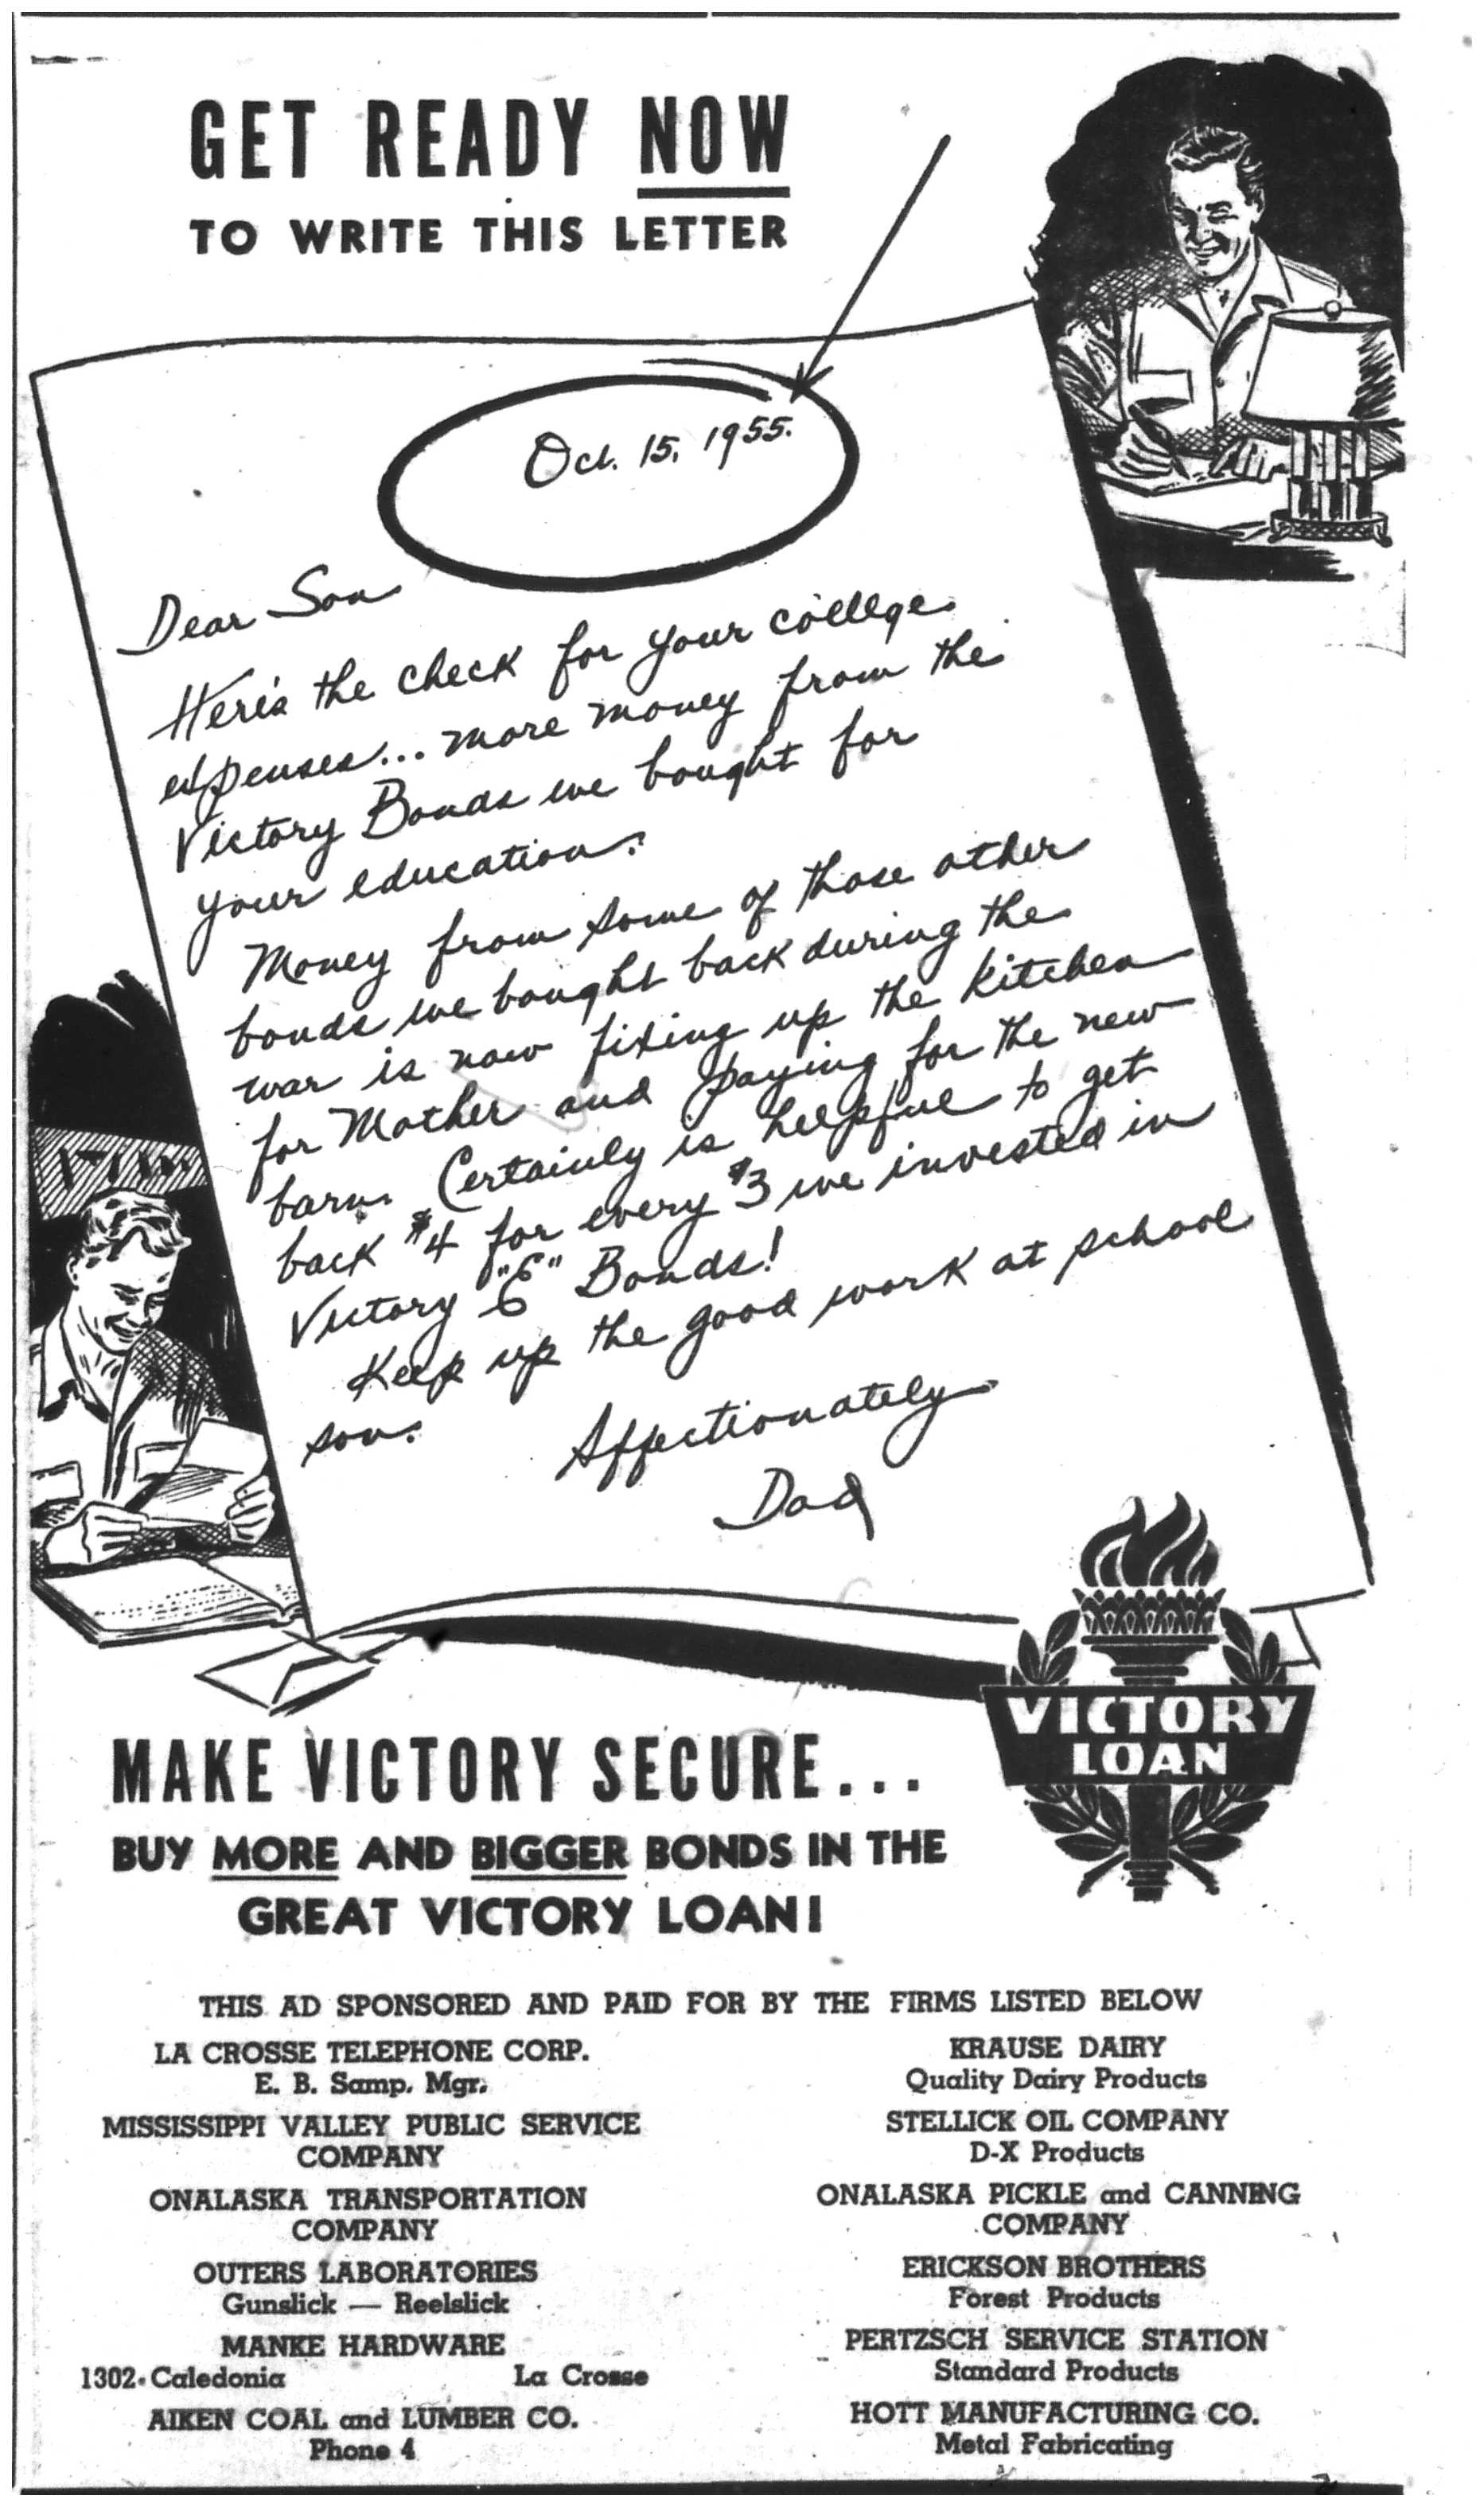 GET READY NOW
TO WRITE THIS LETTER
Oct. 15, 1955.
Dear Son
Here's the check for your college
expenses... more money from the
Victory Bonds we bought for
your education.
Money from some of those other
bonds we bought back during the
war is now fixing up the kitchen
for Mother and paying for the new
barn. Certainly is helpful to get
back $4 for every $3 we invested in
Victory "E" Bonds!
Keep up the good work at school
son.
Affectionately
Dad
VICTORY
LOAN
MAKE VICTORY SECURE...
BUY MORE AND BIGGER BONDS IN THE
GREAT VICTORY LOAN!
THIS AD SPONSORED AND PAID FOR BY THE FIRMS LISTED BELOW
LA CROSSE TELEPHONE CORP.
E. B. Samp. Mgr.
MISSISSIPPI VALLEY PUBLIC SERVICE
COMPANY
ONALASKA TRANSPORTATION
COMPANY
OUTERS LABORATORIES
Gunslick — Reelslick
MANKE HARDWARE
1302 Caledonia La Crosse
AIKEN COAL and LUMBER CO.
Phone 4
KRAUSE DAIRY
Quality Dairy Products
STELLICK OIL COMPANY
D-X Products
ONALASKA PICKLE and CANNING
COMPANY
ERICKSON BROTHERS
Forest Products
PERTZSCH SERVICE STATION
Standard Products
HOTT MANUFACTURING CO.
Metal Fabricating